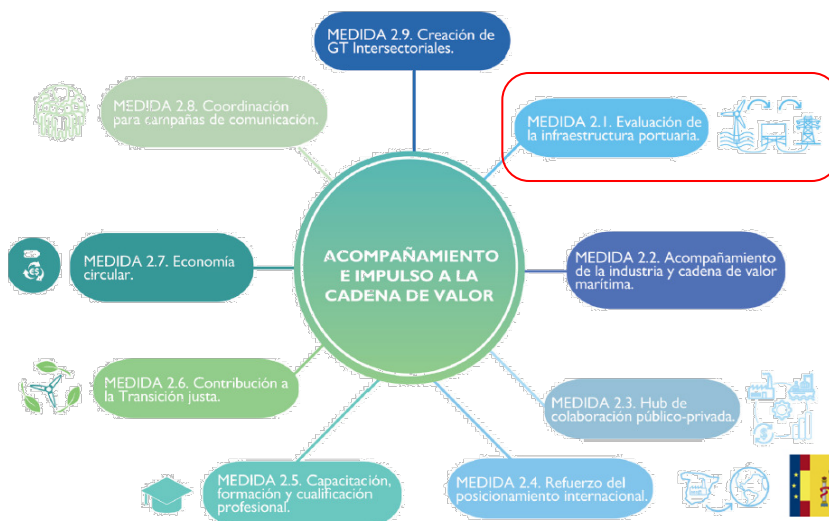 MEDIDA 2.9. Creación de
GT Intersectoriales.
MEDIDA 2.8. Coordinación
para campañas de comunicación.
MEDIDA 2.1. Evaluación de
la infraestructura portuaria.
ACOMPAÑAMIENTO
E IMPULSO A LA
CADENA DE VALOR
MEDIDA 2.7. Economía
circular.
MEDIDA 2.2. Acompañamiento
de la industria y cadena de valor
marítima.
MEDIDA 2.6. Contribución a
la Transición justa.
MEDIDA 2.3. Hub de
colaboración público-privada.
MEDIDA 2.5. Capacitación,
formación y cualificación
profesional.
MEDIDA 2.4. Refuerzo del
posicionamiento internacional.